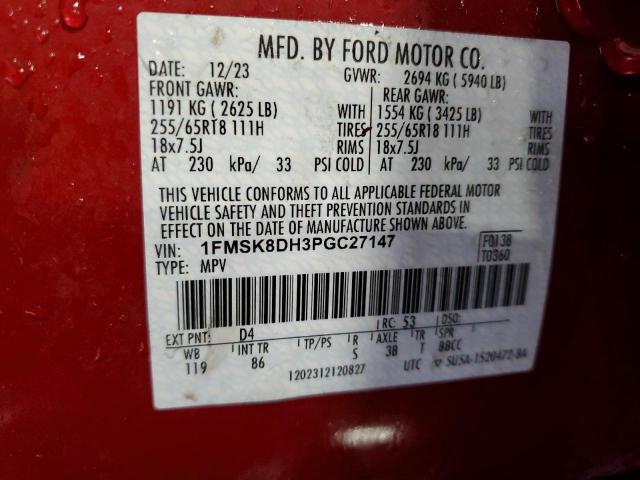 MFD. BY FORD MOTOR CO.
DATE: 12/23 GVWR: 2694 KG ( 5940 LB)
FRONT GAWR: REAR GAWR:
1191 KG ( 2625 LB) WITH 1554 KG ( 3425 LB) WITH
255/65R18 111H TIRES 255/65R18 111H TIRES
18x7.5J RIMS 18x7.5J RIMS
AT 230 kPa/ 33 PSI COLD AT 230 kPa/ 33 PSI COLD
THIS VEHICLE CONFORMS TO ALL APPLICABLE FEDERAL MOTOR
VEHICLE SAFETY AND THEFT PREVENTION STANDARDS IN
EFFECT ON THE DATE OF MANUFACTURE SHOWN ABOVE.
VIN: 1FMSK8DH3PGC27147 F0138
TYPE: MPV T0360
EXT PNT: D4 RC: 53 DSO:
WB INT TR TP/PS R AXLE TR SPR
119 86 S 38 T BBCC
1202312120827 UTC ▽ SU5A-1520472-BA